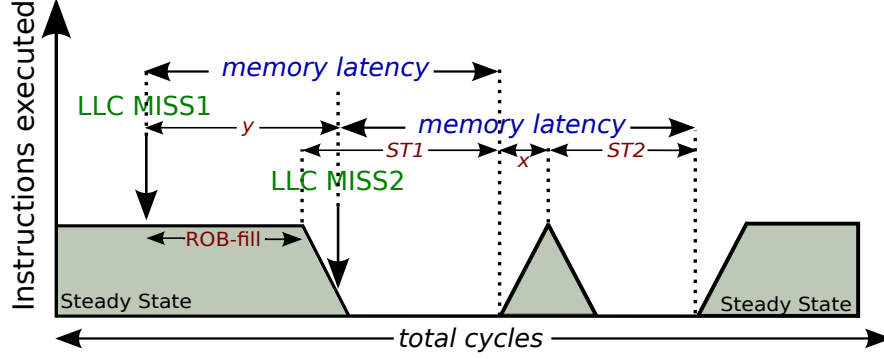 Instructions executed
memory latency
LLC MISS1
y
memory latency
ST1
x
ST2
LLC MISS2
ROB-fill
Steady State
Steady State
total cycles